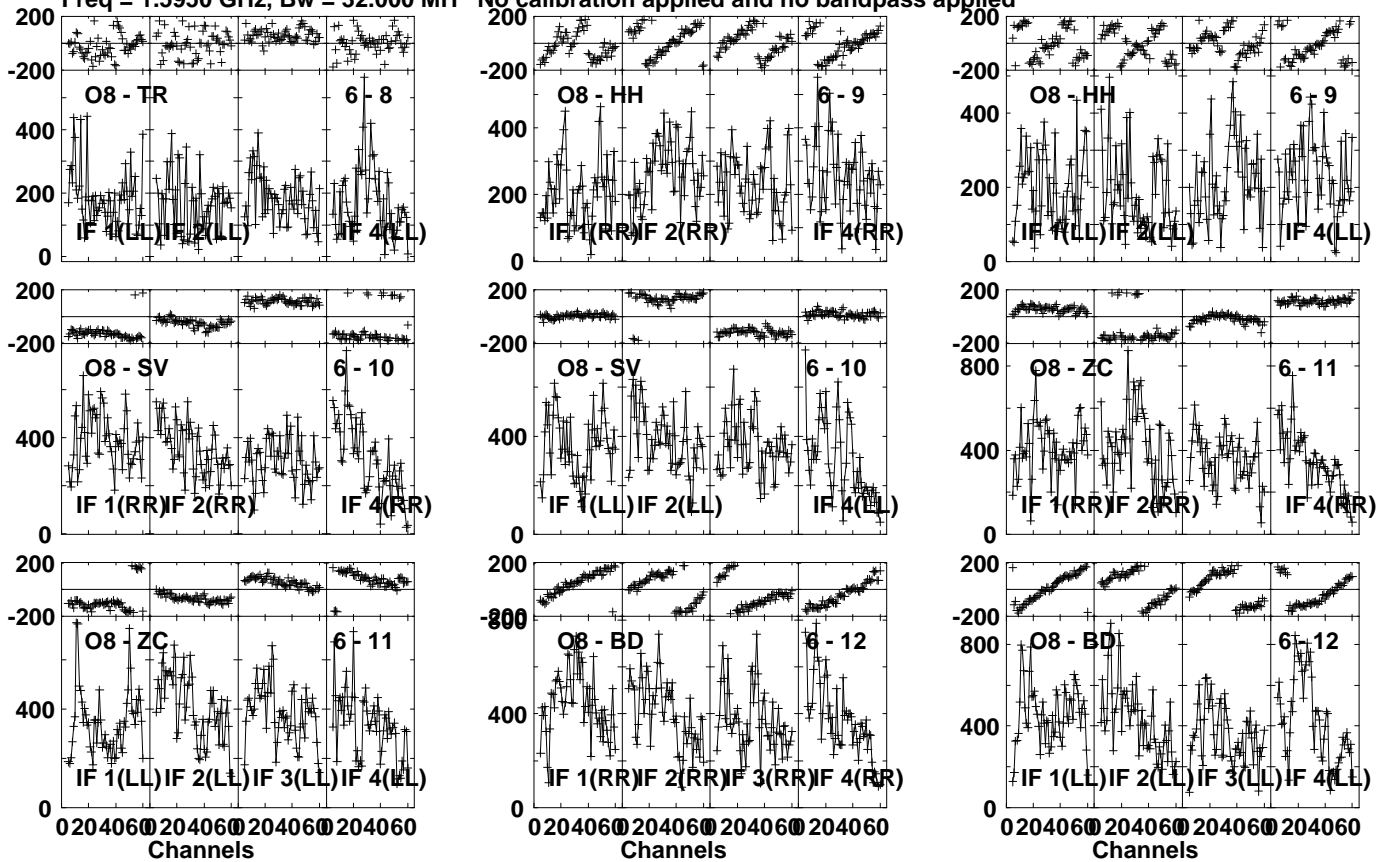 Freq = 1.5950 GHz, Bw = 32.000 MH No calibration applied and no bandpass applied
200
-200
O8 - TR 6 - 8
400
200
0
IF 1(LL) IF 2(LL) IF 4(LL)
200
-200
O8 - HH 6 - 9
400
200
0
IF 1(RR) IF 2(RR) IF 4(RR)
200
-200
O8 - HH 6 - 9
400
200
0
IF 1(LL) IF 2(LL) IF 4(LL)
200
-200
O8 - SV 6 - 10
400
0
IF 1(RR) IF 2(RR) IF 4(RR)
200
-200
O8 - SV 6 - 10
400
0
IF 1(LL) IF 2(LL) IF 4(LL)
200
-200
O8 - ZC 6 - 11
800
400
200
0
IF 1(RR) IF 2(RR) IF 4(RR)
200
-200
O8 - ZC 6 - 11
400
0
IF 1(LL) IF 2(LL) IF 3(LL) IF 4(LL)
0 20 40 60 0 20 40 60 0 20 40 60 0 20 40 60
Channels
200
-200
800
O8 - BD 6 - 12
400
0
IF 1(RR) IF 2(RR) IF 3(RR) IF 4(RR)
0 20 40 60 0 20 40 60 0 20 40 60 0 20 40 60
Channels
200
-200
O8 - BD 6 - 12
800
400
0
IF 1(LL) IF 2(LL) IF 3(LL) IF 4(LL)
0 20 40 60 0 20 40 60 0 20 40 60 0 20 40 60
Channels